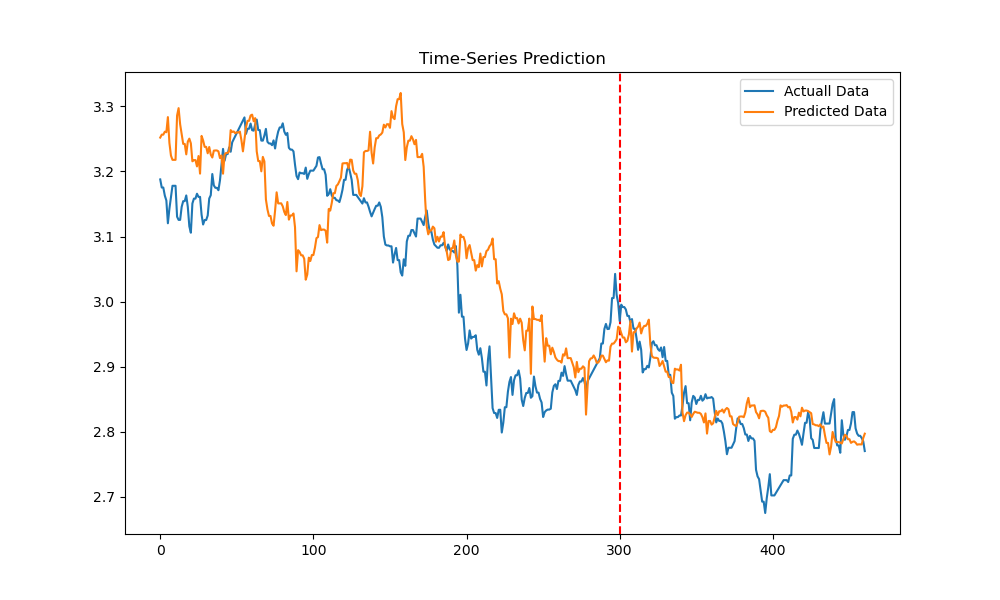 Time-Series Prediction
Actuall Data
Predicted Data
3.3
3.2
3.1
3.0
2.9
2.8
2.7
0 100 200 300 400